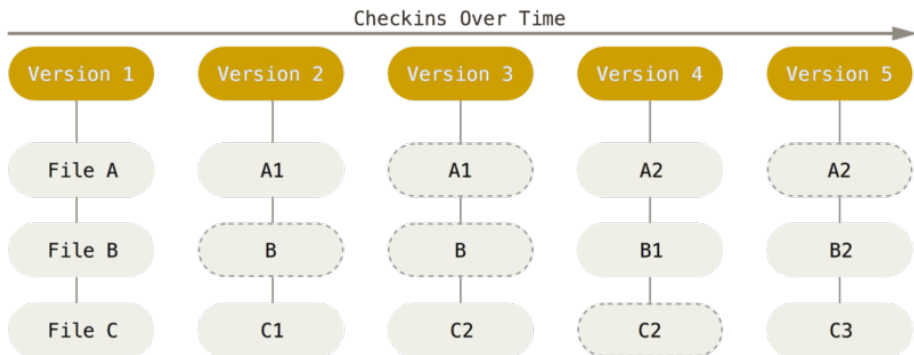 Checkins Over Time
Version 1 Version 2 Version 3 Version 4 Version 5
File A A1 A1 A2 A2
File B B B B1 B2
File C C1 C2 C2 C3